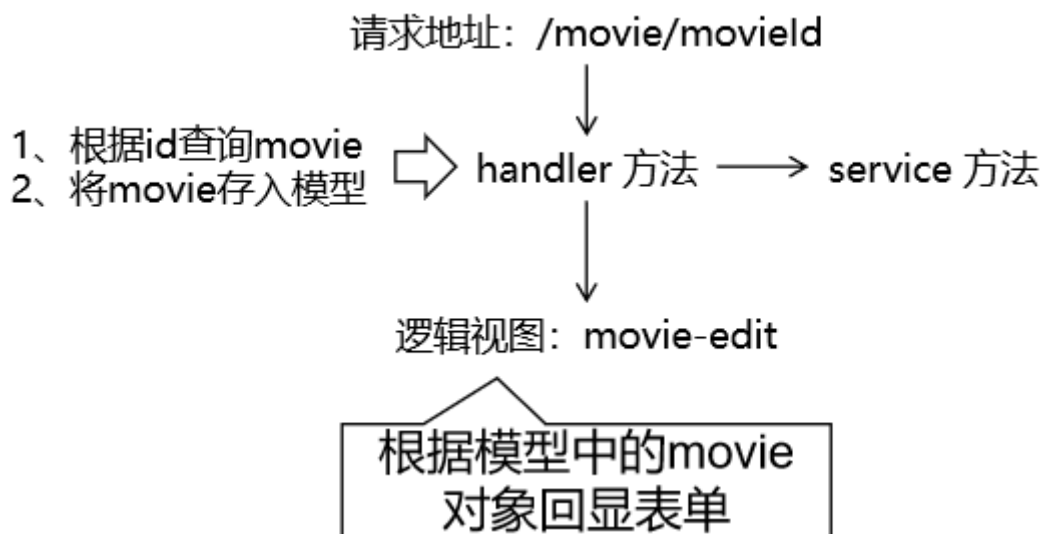 请求地址：/movie/movieId
1、根据id查询movie
2、将movie存入模型
handler 方法
service 方法
逻辑视图：movie-edit
根据模型中的movie
对象回显表单